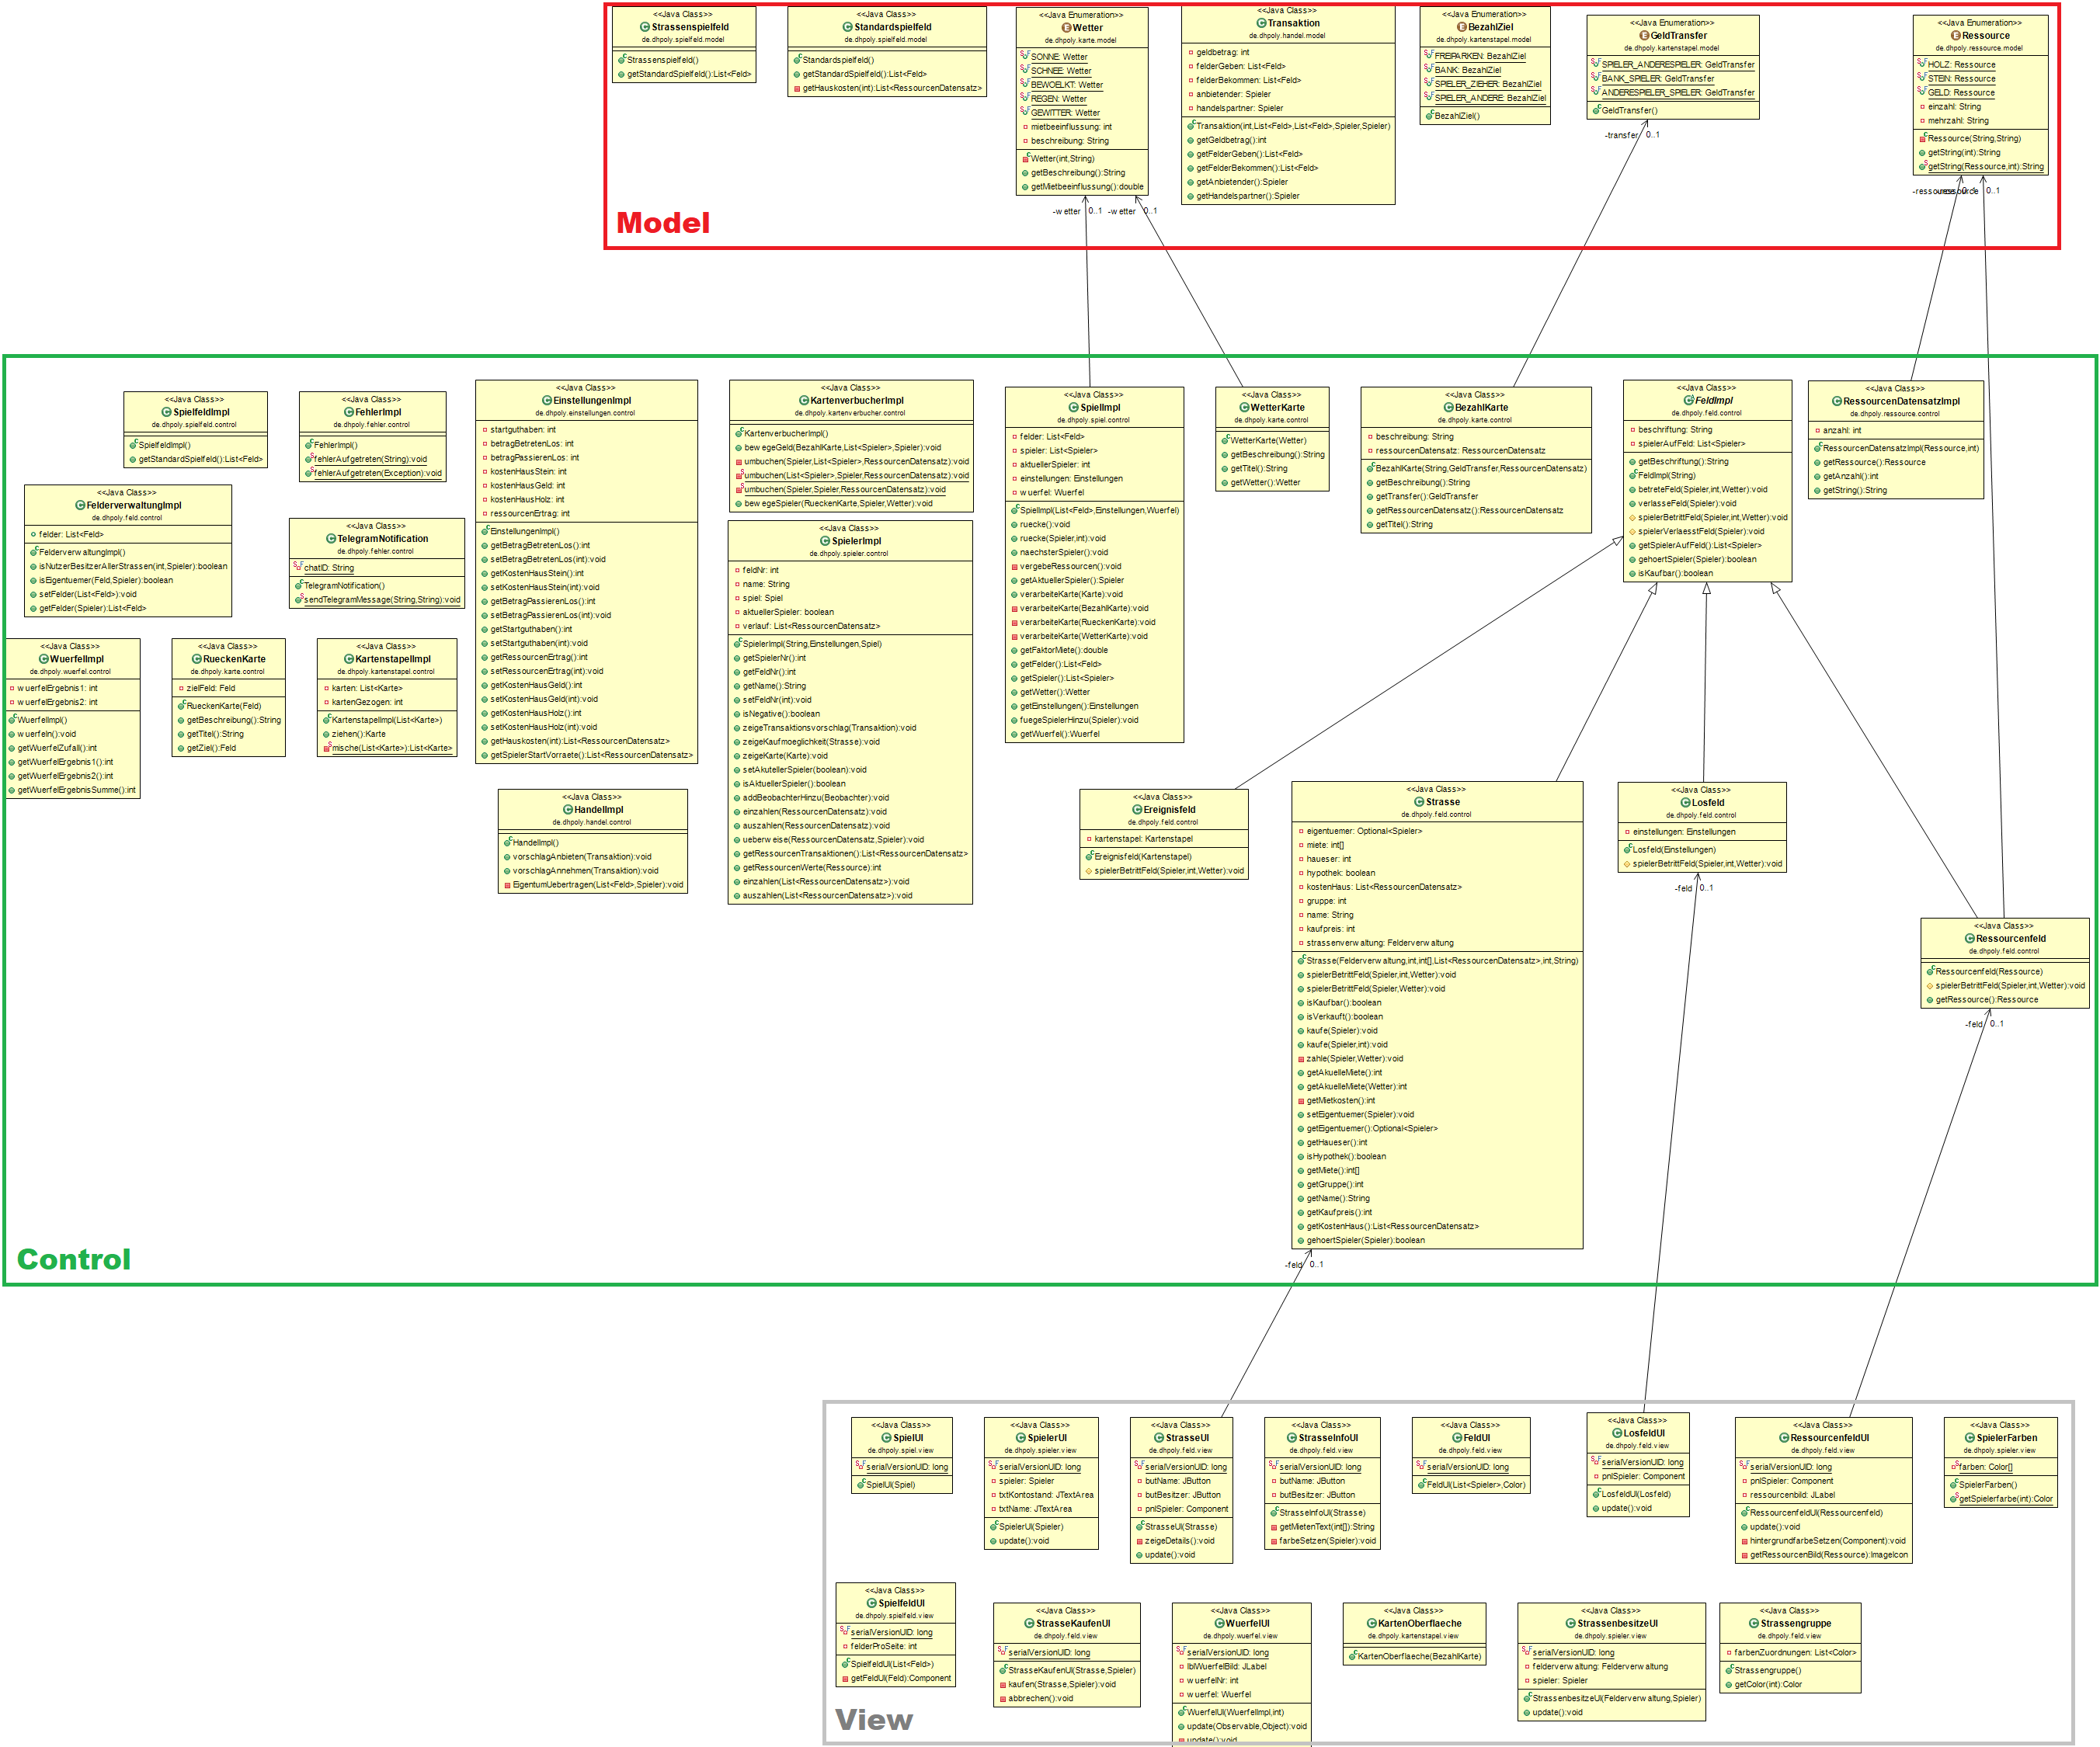 <<Java Class>>
Strassenspielfeld
de.dhpoly.spielfeld.model
Strassenspielfeld()
getStandardSpielfeld():List<Feld>
<<Java Class>>
Standardspielfeld
de.dhpoly.spielfeld.model
Standardspielfeld()
getStandardSpielfeld():List<Feld>
getHauskosten(int):List<RessourcenDatensatz>
<<Java Enumeration>>
Wetter
de.dhpoly.karte.model
SONNE: Wetter
SCHNEE: Wetter
BEWOELKT: Wetter
REGEN: Wetter
GEWITTER: Wetter
mietbeeinflussung: int
beschreibung: String
Wetter(int,String)
getBeschreibung():String
getMietbeeinflussung():double
<<Java Class>>
Transaktion
de.dhpoly.handel.model
geldbetrag: int
felderGeben: List<Feld>
felderBekommen: List<Feld>
anbietender: Spieler
handelspartner: Spieler
Transaktion(int,List<Feld>,List<Feld>,Spieler,Spieler)
getGeldbetrag():int
getFelderGeben():List<Feld>
getFelderBekommen():List<Feld>
getAnbietender():Spieler
getHandelspartner():Spieler
<<Java Enumeration>>
BezahlZiel
de.dhpoly.kartenstapel.model
FREIPARKEN: BezahlZiel
BANK: BezahlZiel
SPIELER_ZIEHER: BezahlZiel
SPIELER_ANDERE: BezahlZiel
BezahlZiel()
<<Java Enumeration>>
GeldTransfer
de.dhpoly.kartenstapel.model
SPIELER_ANDERESPIELER: GeldTransfer
BANK_SPIELER: GeldTransfer
ANDERESPIELER_SPIELER: GeldTransfer
GeldTransfer()
<<Java Enumeration>>
Ressource
de.dhpoly.ressource.model
HOLZ: Ressource
STEIN: Ressource
GELD: Ressource
einzahl: String
mehrzahl: String
Ressource(String,String)
getString(int):String
getString(Ressource,int):String
-w etter 0..1 -w etter 0..1
-transfer 0..1
0..1
Model
<<Java Class>>
SpielfeldImpl
de.dhpoly.spielfeld.control
SpielfeldImpl()
getStandardSpielfeld():List<Feld>
<<Java Class>>
FehlerImpl
de.dhpoly.fehler.control
FehlerImpl()
fehlerAufgetreten(String):void
fehlerAufgetreten(Exception):void
<<Java Class>>
EinstellungenImpl
de.dhpoly.einstellungen.control
startguthaben: int
betragBetretenLos: int
betragPassierenLos: int
kostenHausStein: int
kostenHausGeld: int
kostenHausHolz: int
ressourcenErtrag: int
EinstellungenImpl()
getBetragBetretenLos():int
setBetragBetretenLos(int):void
getKostenHausStein():int
setKostenHausStein(int):void
getBetragPassierenLos():int
setBetragPassierenLos(int):void
getStartguthaben():int
setStartguthaben(int):void
getRessourcenErtrag():int
setRessourcenErtrag(int):void
getKostenHausGeld():int
setKostenHausGeld(int):void
getKostenHausHolz():int
setKostenHausHolz(int):void
getHauskosten(int):List<RessourcenDatensatz>
getSpielerStartVorraete():List<RessourcenDatensatz>
<<Java Class>>
KartenverbucherImpl
de.dhpoly.kartenverbucher.control
KartenverbucherImpl()
bew egeGeld(BezahlKarte,List<Spieler>,Spieler):void
umbuchen(Spieler,List<Spieler>,RessourcenDatensatz):void
umbuchen(List<Spieler>,Spieler,RessourcenDatensatz):void
umbuchen(Spieler,Spieler,RessourcenDatensatz):void
bew egeSpieler(RueckenKarte,Spieler,Wetter):void
<<Java Class>>
SpielImpl
de.dhpoly.spiel.control
felder: List<Feld>
spieler: List<Spieler>
aktuellerSpieler: int
einstellungen: Einstellungen
w uerfel: Wuerfel
SpielImpl(List<Feld>,Einstellungen,Wuerfel)
ruecke():void
ruecke(Spieler,int):void
naechsterSpieler():void
vergebeRessourcen():void
getAktuellerSpieler():Spieler
verarbeiteKarte(Karte):void
verarbeiteKarte(BezahlKarte):void
verarbeiteKarte(RueckenKarte):void
verarbeiteKarte(WetterKarte):void
getFaktorMiete():double
getFelder():List<Feld>
getSpieler():List<Spieler>
getWetter():Wetter
getEinstellungen():Einstellungen
fuegeSpielerHinzu(Spieler):void
getWuerfel():Wuerfel
<<Java Class>>
WetterKarte
de.dhpoly.karte.control
WetterKarte(Wetter)
getBeschreibung():String
getTitel():String
getWetter():Wetter
<<Java Class>>
BezahlKarte
de.dhpoly.karte.control
beschreibung: String
ressourcenDatensatz: RessourcenDatensatz
BezahlKarte(String,GeldTransfer,RessourcenDatensatz)
getBeschreibung():String
getTransfer():GeldTransfer
getRessourcenDatensatz():RessourcenDatensatz
getTitel():String
<<Java Class>>
FeldImpl
de.dhpoly.feld.control
beschriftung: String
spielerAufFeld: List<Spieler>
getBeschriftung():String
FeldImpl(String)
betreteFeld(Spieler,int,Wetter):void
verlasseFeld(Spieler):void
spielerBetrittFeld(Spieler,int,Wetter):void
spielerVerlaesstFeld(Spieler):void
getSpielerAufFeld():List<Spieler>
gehoertSpieler(Spieler):boolean
isKaufbar():boolean
<<Java Class>>
RessourcenDatensatzImpl
de.dhpoly.ressource.control
anzahl: int
RessourcenDatensatzImpl(Ressource,int)
getRessource():Ressource
getAnzahl():int
getString():String
<<Java Class>>
FelderverwaltungImpl
de.dhpoly.feld.control
felder: List<Feld>
Felderverw altungImpl()
isNutzerBesitzerAllerStrassen(int,Spieler):boolean
isEigentuemer(Feld,Spieler):boolean
setFelder(List<Feld>):void
getFelder(Spieler):List<Feld>
<<Java Class>>
TelegramNotification
de.dhpoly.fehler.control
chatID: String
TelegramNotification()
sendTelegramMessage(String,String):void
<<Java Class>>
SpielerImpl
de.dhpoly.spieler.control
feldNr: int
name: String
spiel: Spiel
aktuellerSpieler: boolean
verlauf: List<RessourcenDatensatz>
SpielerImpl(String,Einstellungen,Spiel)
getSpielerNr():int
getFeldNr():int
getName():String
setFeldNr(int):void
isNegative():boolean
zeigeTransaktionsvorschlag(Transaktion):void
zeigeKaufmoeglichkeit(Strasse):void
zeigeKarte(Karte):void
setAkutellerSpieler(boolean):void
isAktuellerSpieler():boolean
addBeobachterHinzu(Beobachter):void
einzahlen(RessourcenDatensatz):void
auszahlen(RessourcenDatensatz):void
ueberw eise(RessourcenDatensatz,Spieler):void
getRessourcenTransaktionen():List<RessourcenDatensatz>
getRessourcenWerte(Ressource):int
einzahlen(List<RessourcenDatensatz>):void
auszahlen(List<RessourcenDatensatz>):void
<<Java Class>>
WuerfelImpl
de.dhpoly.wuerfel.control
w uerfelErgebnis1: int
w uerfelErgebnis2: int
WuerfelImpl()
w uerfeln():void
getWuerfelZufall():int
getWuerfelErgebnis1():int
getWuerfelErgebnis2():int
getWuerfelErgebnisSumme():int
<<Java Class>>
RueckenKarte
de.dhpoly.karte.control
zielFeld: Feld
RueckenKarte(Feld)
getBeschreibung():String
getTitel():String
getZiel():Feld
<<Java Class>>
KartenstapelImpl
de.dhpoly.kartenstapel.control
karten: List<Karte>
kartenGezogen: int
KartenstapelImpl(List<Karte>)
ziehen():Karte
mische(List<Karte>):List<Karte>
<<Java Class>>
HandelImpl
de.dhpoly.handel.control
HandelImpl()
vorschlagAnbieten(Transaktion):void
vorschlagAnnehmen(Transaktion):void
EigentumUebertragen(List<Feld>,Spieler):void
<<Java Class>>
Ereignisfeld
de.dhpoly.feld.control
kartenstapel: Kartenstapel
Ereignisfeld(Kartenstapel)
spielerBetrittFeld(Spieler,int,Wetter):void
<<Java Class>>
Strasse
de.dhpoly.feld.control
eigentuemer: Optional<Spieler>
miete: int[]
haueser: int
hypothek: boolean
kostenHaus: List<RessourcenDatensatz>
gruppe: int
name: String
kaufpreis: int
strassenverw altung: Felderverw altung
Strasse(Felderverw altung,int,int[],List<RessourcenDatensatz>,int,String)
spielerBetrittFeld(Spieler,int,Wetter):void
spielerBetrittFeld(Spieler,Wetter):void
isKaufbar():boolean
isVerkauft():boolean
kaufe(Spieler):void
kaufe(Spieler,int):void
zahle(Spieler,Wetter):void
getAkuelleMiete():int
getAkuelleMiete(Wetter):int
getMietkosten():int
setEigentuemer(Spieler):void
getEigentuemer():Optional<Spieler>
getHaueser():int
isHypothek():boolean
getMiete():int[]
getGruppe():int
getName():String
getKaufpreis():int
getKostenHaus():List<RessourcenDatensatz>
gehoertSpieler(Spieler):boolean
-feld 0..1
<<Java Class>>
Losfeld
de.dhpoly.feld.control
einstellungen: Einstellungen
Losfeld(Einstellungen)
spielerBetrittFeld(Spieler,int,Wetter):void
-feld 0..1
<<Java Class>>
Ressourcenfeld
de.dhpoly.feld.control
Ressourcenfeld(Ressource)
spielerBetrittFeld(Spieler,int,Wetter):void
getRessource():Ressource
-feld 0..1
Control
<<Java Class>>
SpielUI
de.dhpoly.spiel.view
serialVersionUID: long
SpielUI(Spiel)
<<Java Class>>
SpielerUI
de.dhpoly.spieler.view
serialVersionUID: long
spieler: Spieler
txtKontostand: JTextArea
txtName: JTextArea
SpielerUI(Spieler)
update():void
<<Java Class>>
StrasseUI
de.dhpoly.feld.view
serialVersionUID: long
butName: JButton
butBesitzer: JButton
pnlSpieler: Component
StrasseUI(Strasse)
zeigeDetails():void
update():void
<<Java Class>>
StrasseInfoUI
de.dhpoly.feld.view
serialVersionUID: long
butName: JButton
butBesitzer: JButton
StrasseInfoUI(Strasse)
getMietenText(int[]):String
farbeSetzen(Spieler):void
<<Java Class>>
FeldUI
de.dhpoly.feld.view
serialVersionUID: long
FeldUI(List<Spieler>,Color)
<<Java Class>>
LosfeldUI
de.dhpoly.feld.view
serialVersionUID: long
pnlSpieler: Component
LosfeldUI(Losfeld)
update():void
<<Java Class>>
RessourcenfeldUI
de.dhpoly.feld.view
serialVersionUID: long
pnlSpieler: Component
ressourcenbild: JLabel
RessourcenfeldUI(Ressourcenfeld)
update():void
hintergrundfarbeSetzen(Component):void
getRessourcenBild(Ressource):ImageIcon
<<Java Class>>
SpielerFarben
de.dhpoly.spieler.view
farben: Color[]
SpielerFarben()
getSpielerfarbe(int):Color
<<Java Class>>
SpielfeldUI
de.dhpoly.spielfeld.view
serialVersionUID: long
felderProSeite: int
SpielfeldUI(List<Feld>)
getFeldUI(Feld):Component
<<Java Class>>
StrasseKaufenUI
de.dhpoly.feld.view
serialVersionUID: long
StrasseKaufenUI(Strasse,Spieler)
kaufen(Strasse,Spieler):void
abbrechen():void
<<Java Class>>
WuerfelUI
de.dhpoly.wuerfel.view
serialVersionUID: long
lblWuerfelBild: JLabel
w uerfelNr: int
w uerfel: Wuerfel
WuerfelUI(WuerfelImpl,int)
update(Observable,Object):void
update():void
<<Java Class>>
KartenOberflaeche
de.dhpoly.kartenstapel.view
KartenOberflaeche(BezahlKarte)
<<Java Class>>
StrassenbesitzeUI
de.dhpoly.spieler.view
serialVersionUID: long
felderverw altung: Felderverw altung
spieler: Spieler
StrassenbesitzeUI(Felderverw altung,Spieler)
update():void
<<Java Class>>
Strassengruppe
de.dhpoly.feld.view
farbenZuordnungen: List<Color>
Strassengruppe()
getColor(int):Color
View